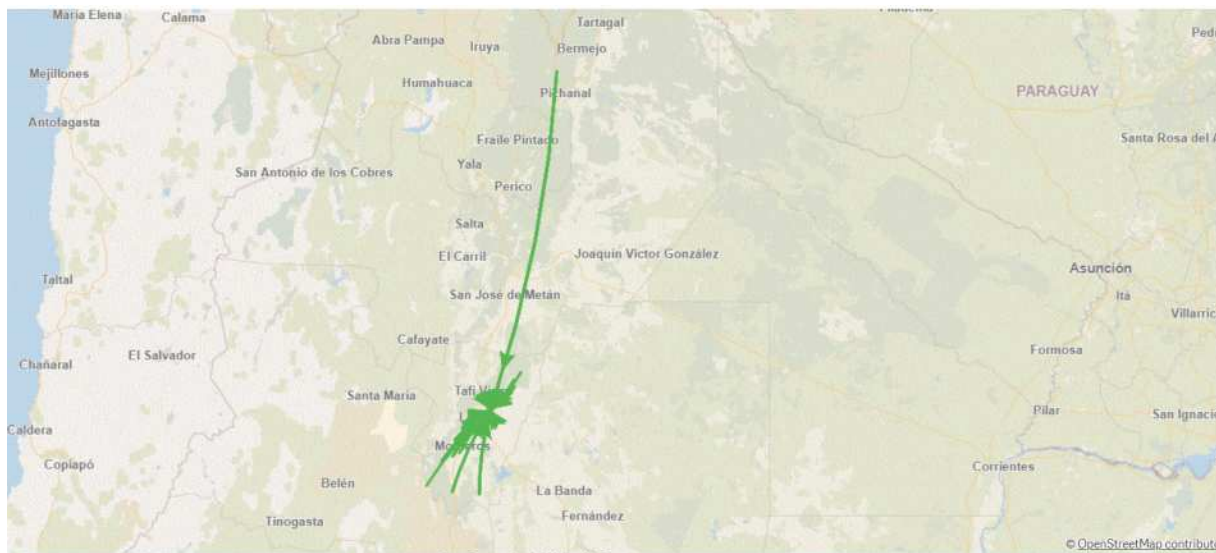 Maria Elena
Calama
Tartagal
Abra Pampa
Iruya
Bermejo
Mejillones
Humahuaca
Pichanal
PARAGUAY
Antofagasta
Fraile Pintado
Santa Rosa del A
San Antonio de los Cobres
Yala
Perico
Salta
El Carril
Joaquín Víctor González
Asunción
Taltal
San José de Metán
Itá
Villarric
Cafayate
El Salvador
Formosa
Chañaral
Santa María
Tafí
Pilar
San Ignacio
Caldera
Copiapó
Corrientes
Belén
La Banda
Fernández
Tinogasta
© OpenStreetMap contributo